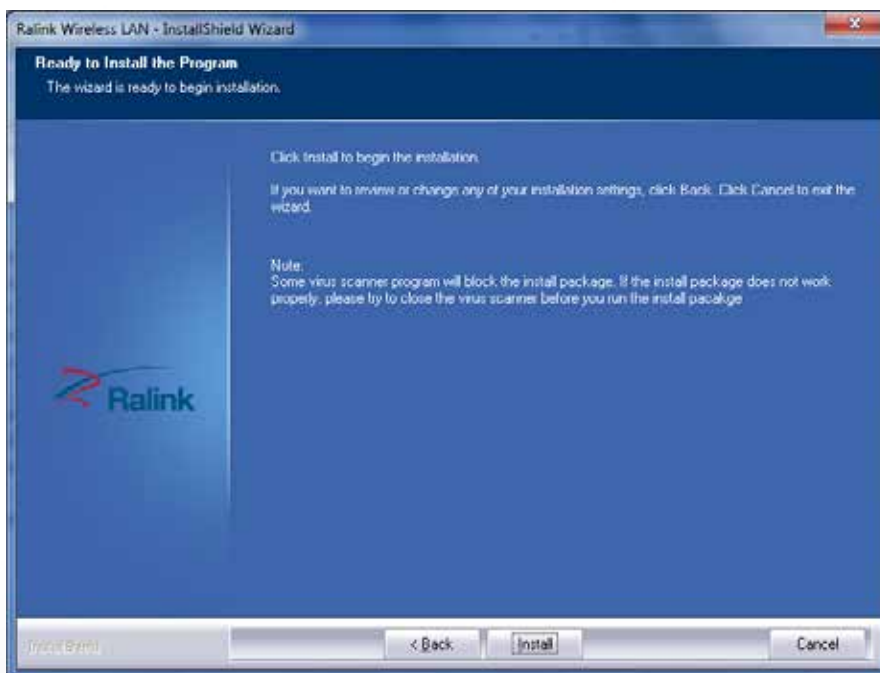 Ralink Wireless LAN - InstallShield Wizard
Ready to Install the Program
The wizard is ready to begin installation.
Click Install to begin the installation.
If you want to review or change any of your installation settings, click Back. Click Cancel to exit the
wizard.
Note:
Some virus scanner program will block the install package. If the install package does not work
properly, please try to close the virus scanner before you run the install pacakge
Ralink
InstallShield
< Back
Install
Cancel